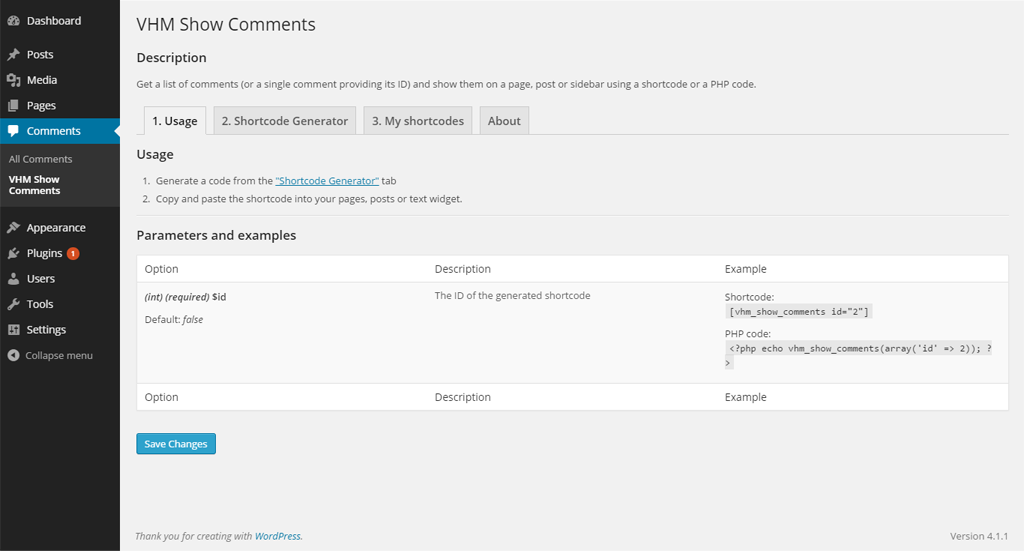 Dashboard
Posts
Media
Pages
Comments
All Comments
VHM Show
Comments
Appearance
Plugins 1
Users
Tools
Settings
Collapse menu
VHM Show Comments
Description
Get a list of comments (or a single comment providing its ID) and show them on a page, post or sidebar using a shortcode or a PHP code.
1. Usage 2. Shortcode Generator 3. My shortcodes About
Usage
1. Generate a code from the "Shortcode Generator" tab
2. Copy and paste the shortcode into your pages, posts or text widget.
Parameters and examples
Option Description Example
(int) (required) $id The ID of the generated shortcode Shortcode:
[vhm_show_comments id="2"]
Default: false
PHP code:
<?php echo vhm_show_comments(array('id' => 2)); ?
>
Option Description Example
Save Changes
Thank you for creating with WordPress. Version 4.1.1